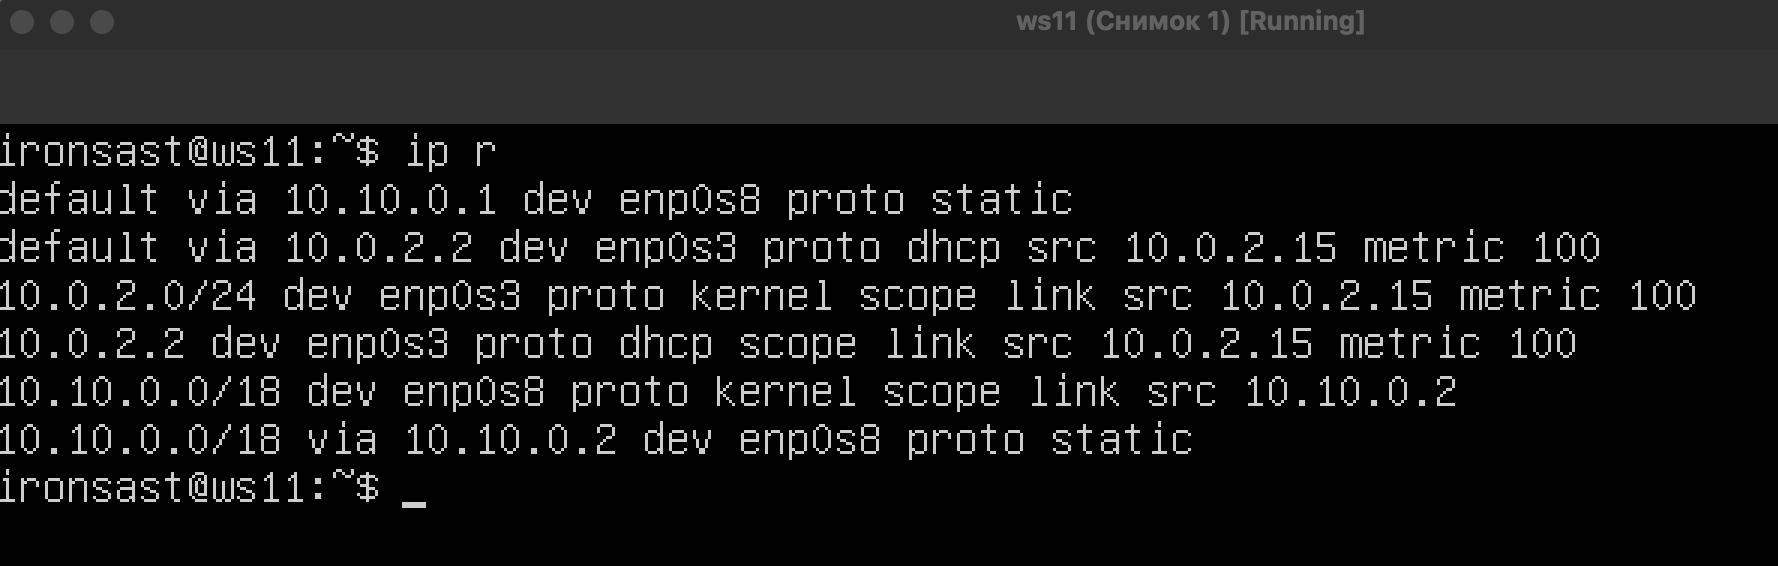 ws11 (Снимок 1) [Running]
ironsast@ws11:~$ ip r
default via 10.10.0.1 dev enp0s8 proto static
default via 10.0.2.2 dev enp0s3 proto dhcp src 10.0.2.15 metric 100
10.0.2.0/24 dev enp0s3 proto kernel scope link src 10.0.2.15 metric 100
10.0.2.2 dev enp0s3 proto dhcp scope link src 10.0.2.15 metric 100
10.10.0.0/18 dev enp0s8 proto kernel scope link src 10.10.0.2
10.10.0.0/18 via 10.10.0.2 dev enp0s8 proto static
ironsast@ws11:~$ _